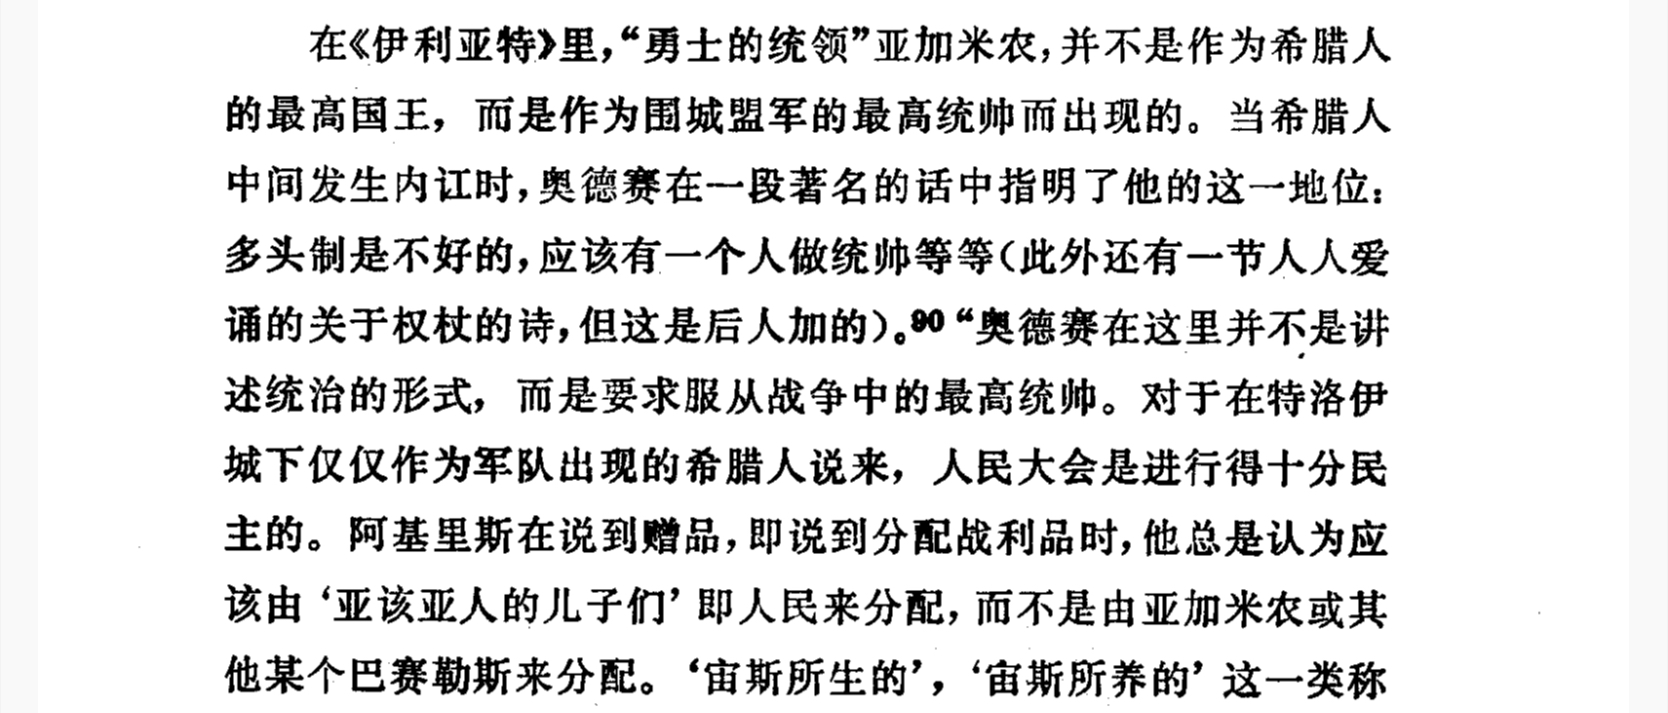 在《伊利亚特》里，“勇士的统领”亚加米农，并不是作为希腊人
的最高国王，而是作为围城盟军的最高统帅而出现的。当希腊人
中间发生内讧时，奥德赛在一段著名的话中指明了他的这一地位：
多头制是不好的，应该有一个人做统帅等等（此外还有一节人人爱
诵的关于权杖的诗，但这是后人加的）。90“奥德赛在这里并不是讲
述统治的形式，而是要求服从战争中的最高统帅。对于在特洛伊
城下仅仅作为军队出现的希腊人说来，人民大会是进行得十分民
主的。阿基里斯在说到赠品，即说到分配战利品时，他总是认为应
该由‘亚该亚人的儿子们’即人民来分配，而不是由亚加米农或其
他某个巴赛勒斯来分配。‘宙斯所生的’，‘宙斯所养的’这一类称